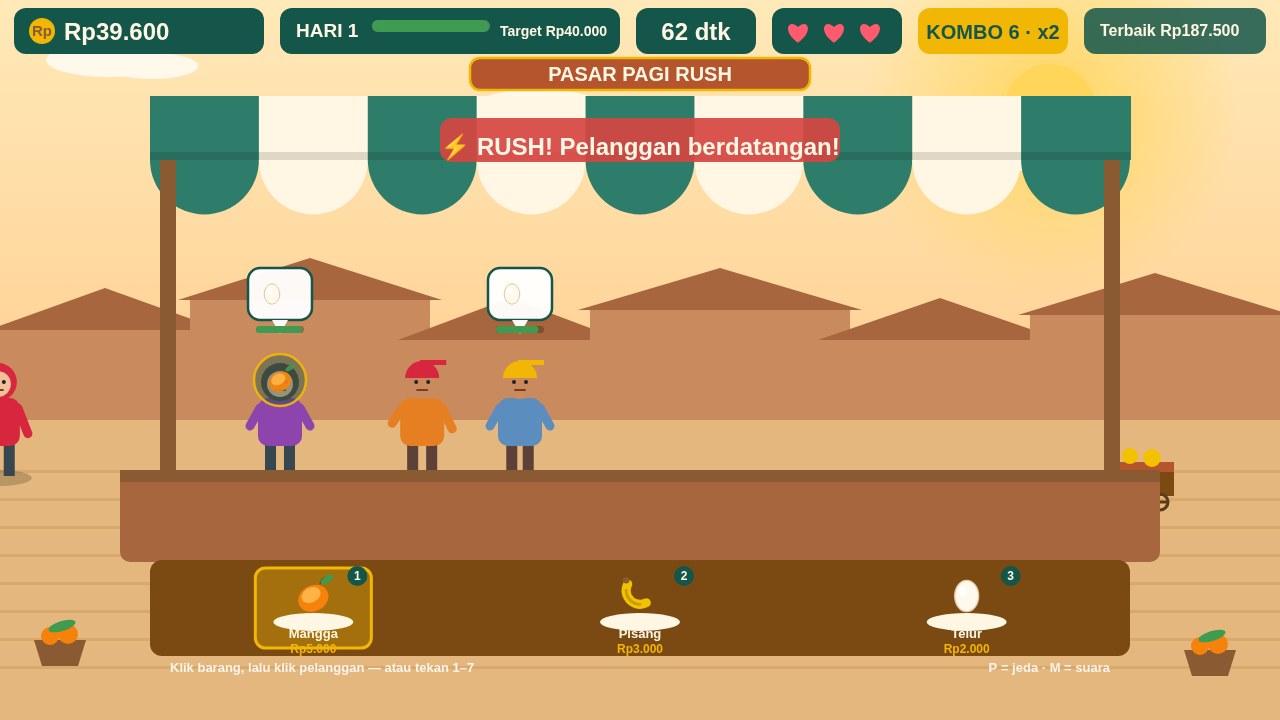 Rp
Rp39.600
HARI 1
Target Rp40.000
62 dtk
KOMBO 6 · x2
Terbaik Rp187.500
PASAR PAGI RUSH
⚡ RUSH! Pelanggan berdatangan!
1
Mangga
Rp5.000
2
Pisang
Rp3.000
3
Telur
Rp2.000
Klik barang, lalu klik pelanggan — atau tekan 1–7
P = jeda · M = suara